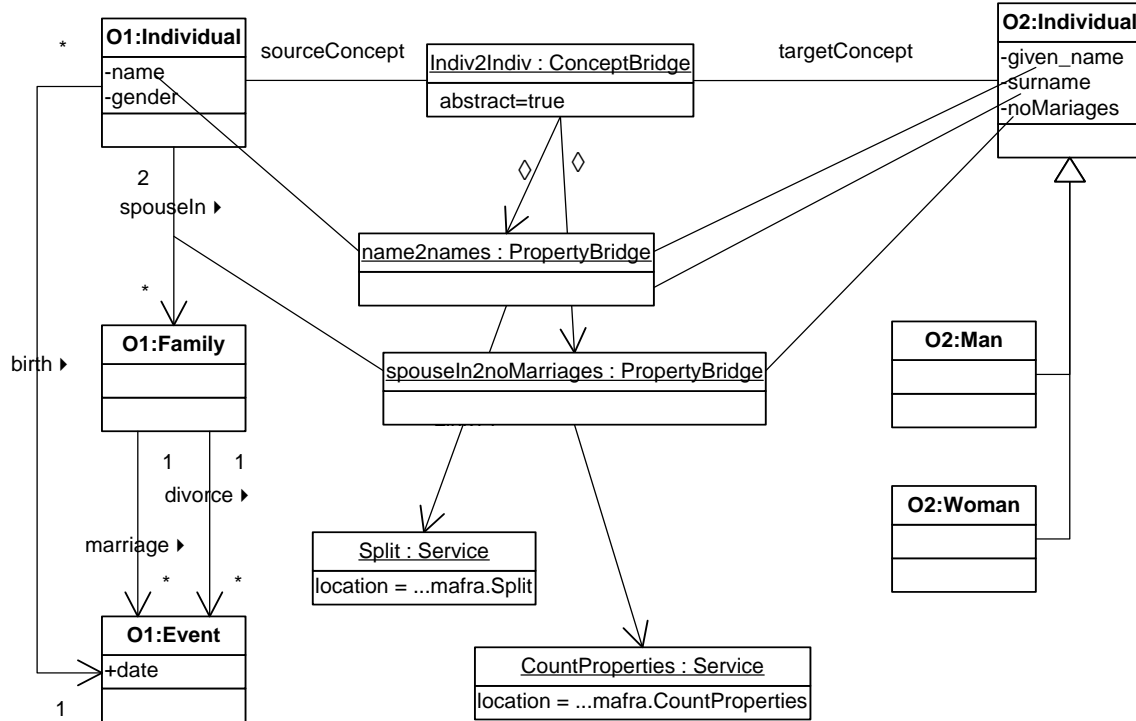 O1:Individual
-name
-gender
sourceConcept
Indiv2Indiv : ConceptBridge
abstract=true
targetConcept
O2:Individual
-given_name
-surname
-noMariages
*
2
spouseIn
*
name2names : PropertyBridge
spouseIn2noMarriages : PropertyBridge
O1:Family
birth
O2:Man
1
1
divorce
marriage
*
*
O2:Woman
Split : Service
location = ...mafra.Split
O1:Event
+date
1
CountProperties : Service
location = ...mafra.CountProperties